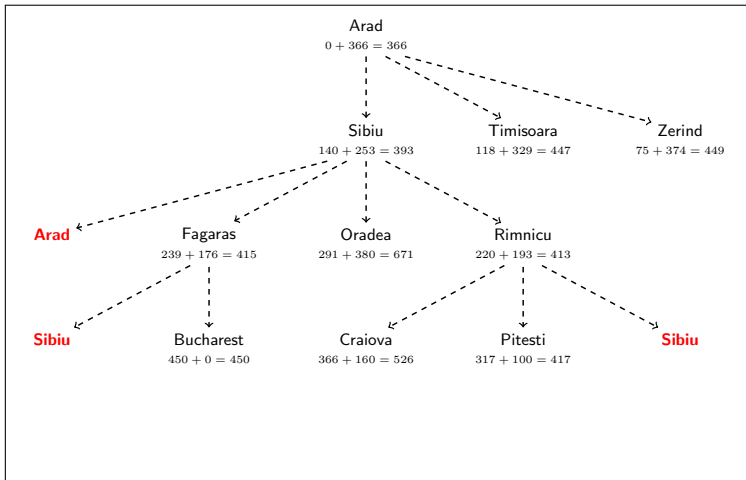 Arad
0 + 366 = 366
Sibiu Timisoara Zerind
140 + 253 = 393 118 + 329 = 447 75 + 374 = 449
Arad Fagaras Oradea Rimnicu
239 + 176 = 415 291 + 380 = 671 220 + 193 = 413
Sibiu Bucharest Craiova Pitesti Sibiu
450 + 0 = 450 366 + 160 = 526 317 + 100 = 417